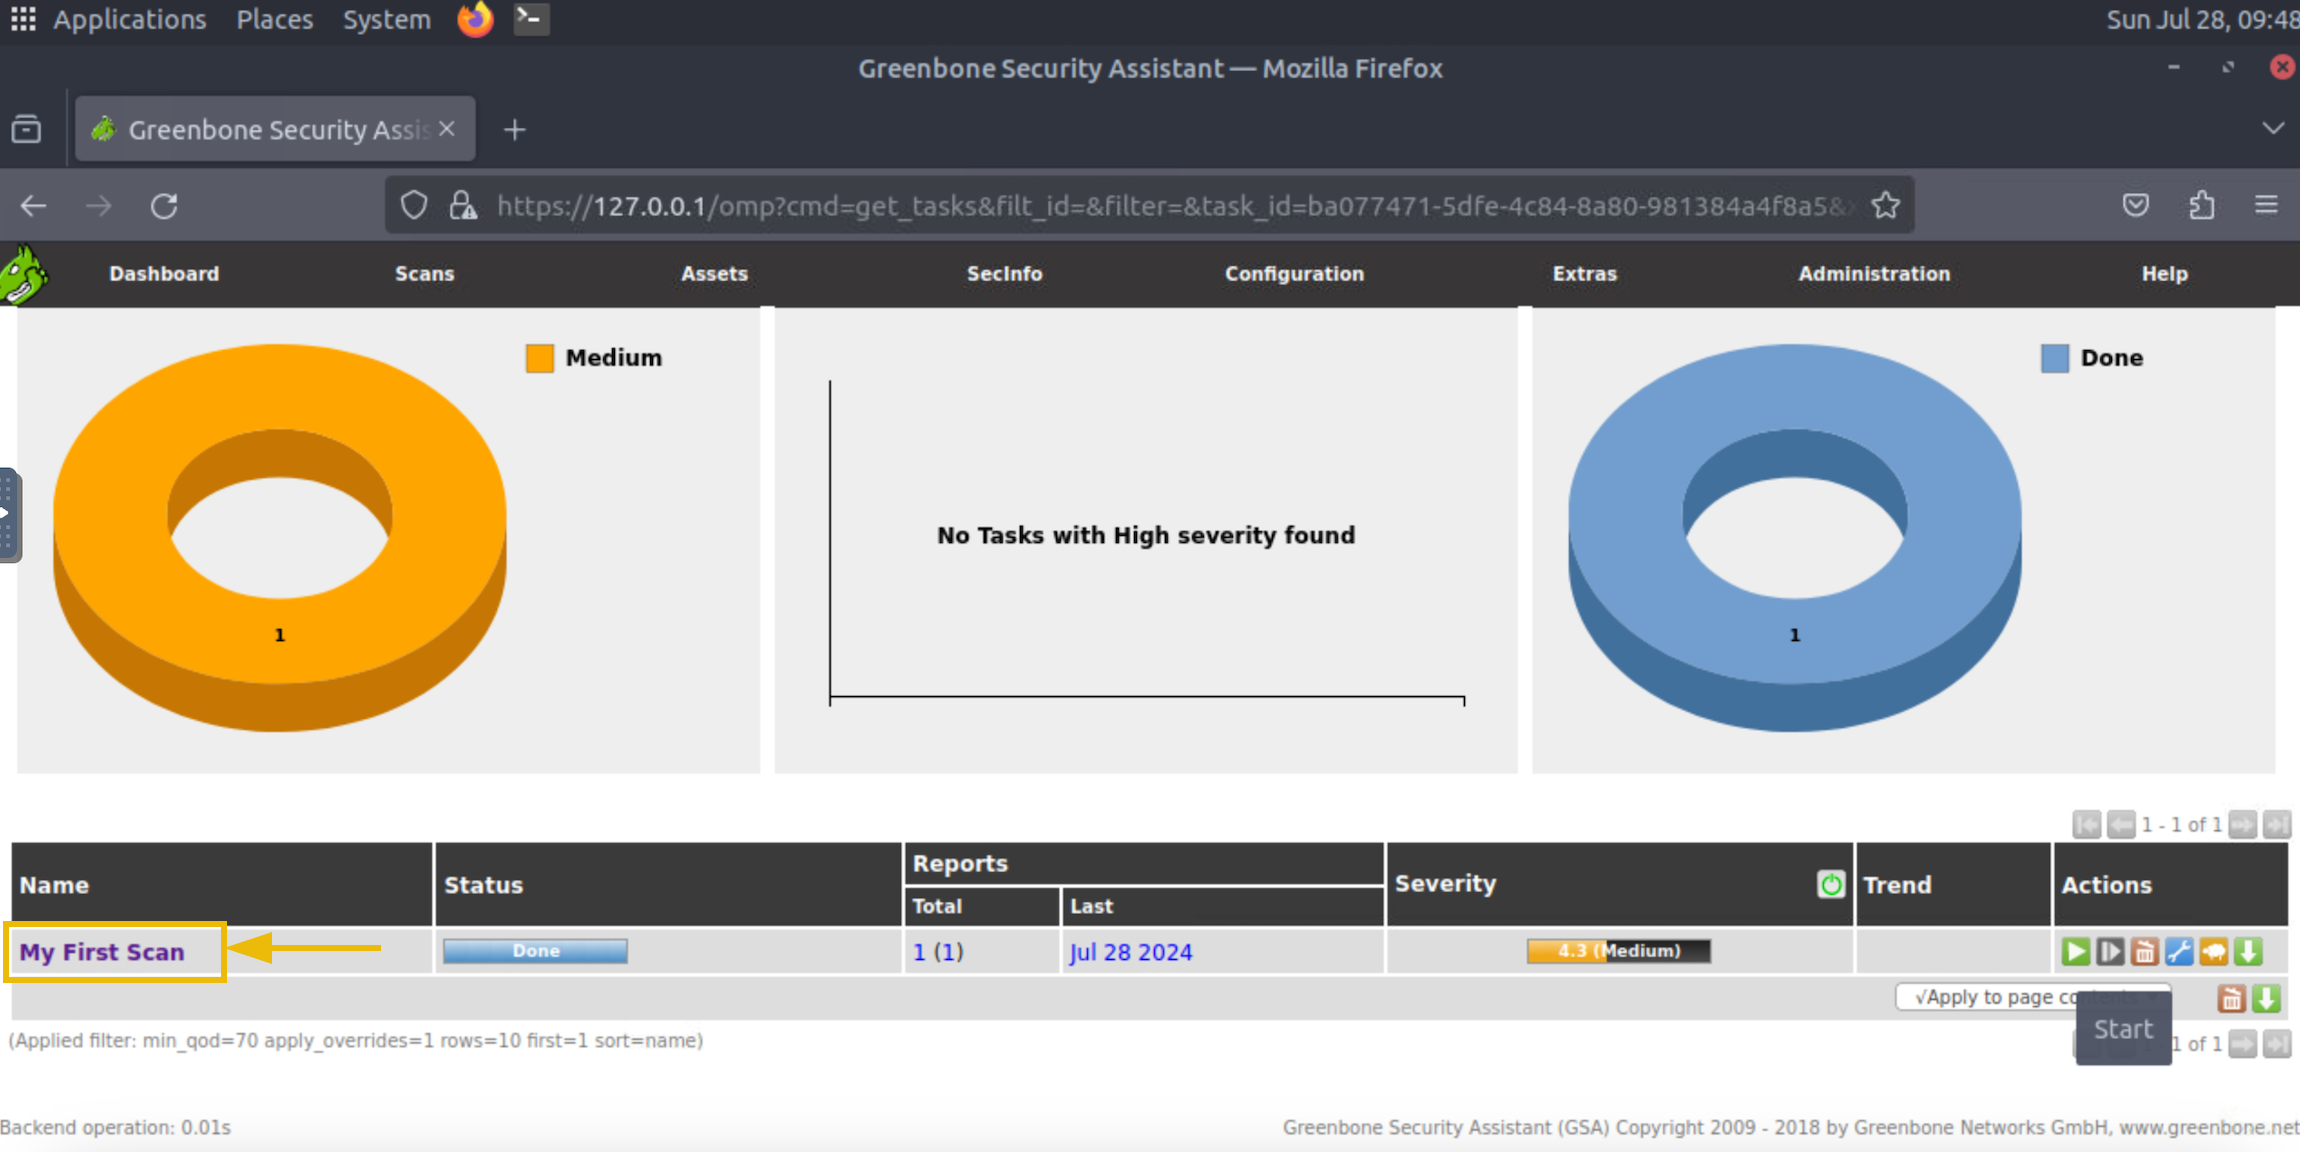 Applications Places System Sun Jul 28, 09:48
Greenbone Security Assistant — Mozilla Firefox
Greenbone Security Assis
https://127.0.0.1/omp?cmd=get_tasks&filt_id=&filter=&task_id=ba077471-5dfe-4c84-8a80-981384a4f8a5&
Dashboard Scans Assets SecInfo Configuration Extras Administration Help
Medium
1
No Tasks with High severity found
Done
1
1 - 1 of 1
Name Status Reports Severity Trend Actions
Total Last
My First Scan Done 1 (1) Jul 28 2024 4.3 (Medium)
√Apply to page contents
Start
(Applied filter: min_qod=70 apply_overrides=1 rows=10 first=1 sort=name)
1 of 1
Backend operation: 0.01s
Greenbone Security Assistant (GSA) Copyright 2009 - 2018 by Greenbone Networks GmbH, www.greenbone.net